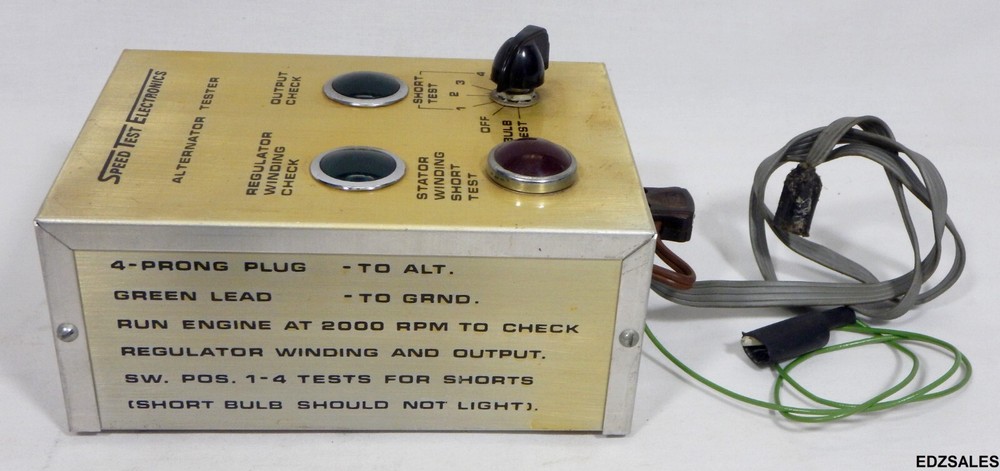 SPEED TEST ELECTRONICS
ALTERNATOR TESTER
OUTPUT
CHECK
REGULATOR
WINDING
CHECK
SHORT
TEST
1 2 3 4
OFF
BULB
TEST
STATOR
WINDING
SHORT
TEST
4-PRONG PLUG - TO ALT.
GREEN LEAD - TO GRND.
RUN ENGINE AT 2000 RPM TO CHECK
REGULATOR WINDING AND OUTPUT.
SW. POS. 1-4 TESTS FOR SHORTS
(SHORT BULB SHOULD NOT LIGHT).
EDZSALES